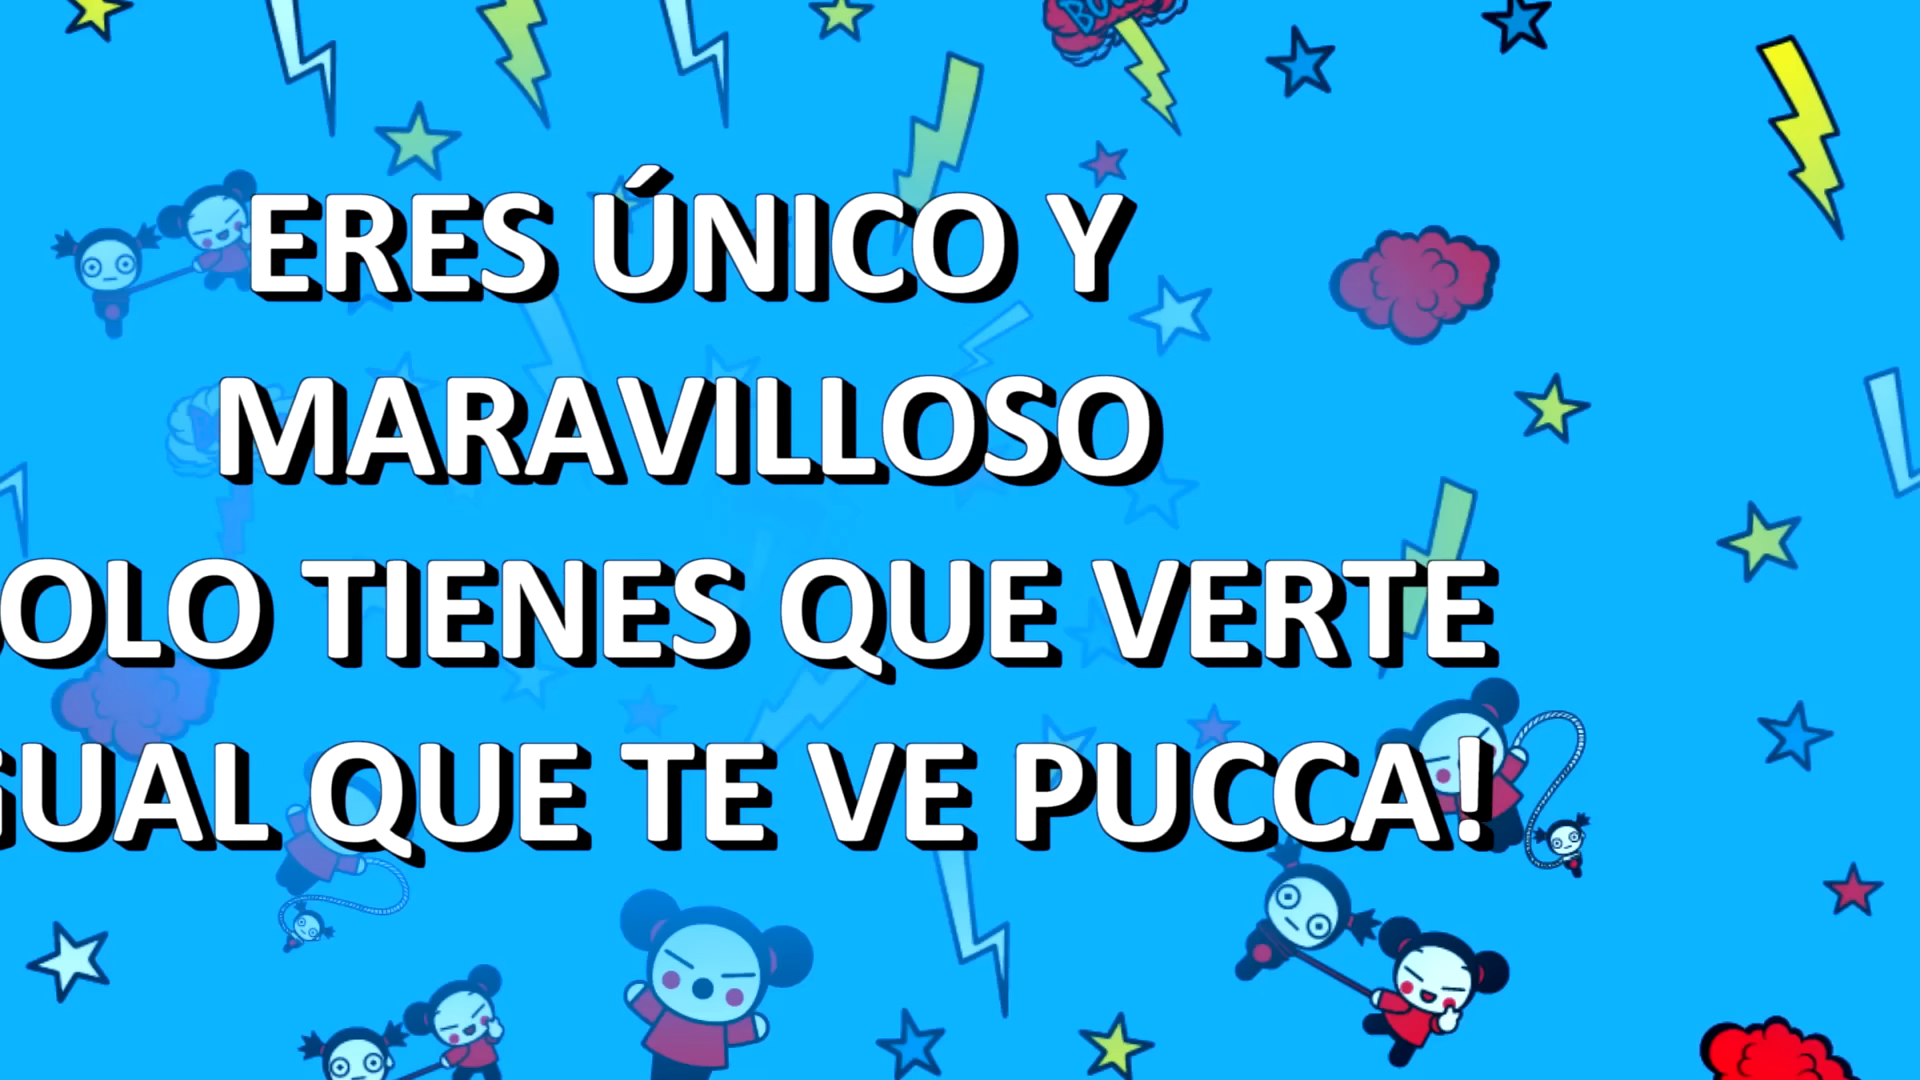 ERES ÚNICO Y
MARAVILLOSO
OLO TIENES QUE VERTE
GUAL QUE TE VE PUCCA!